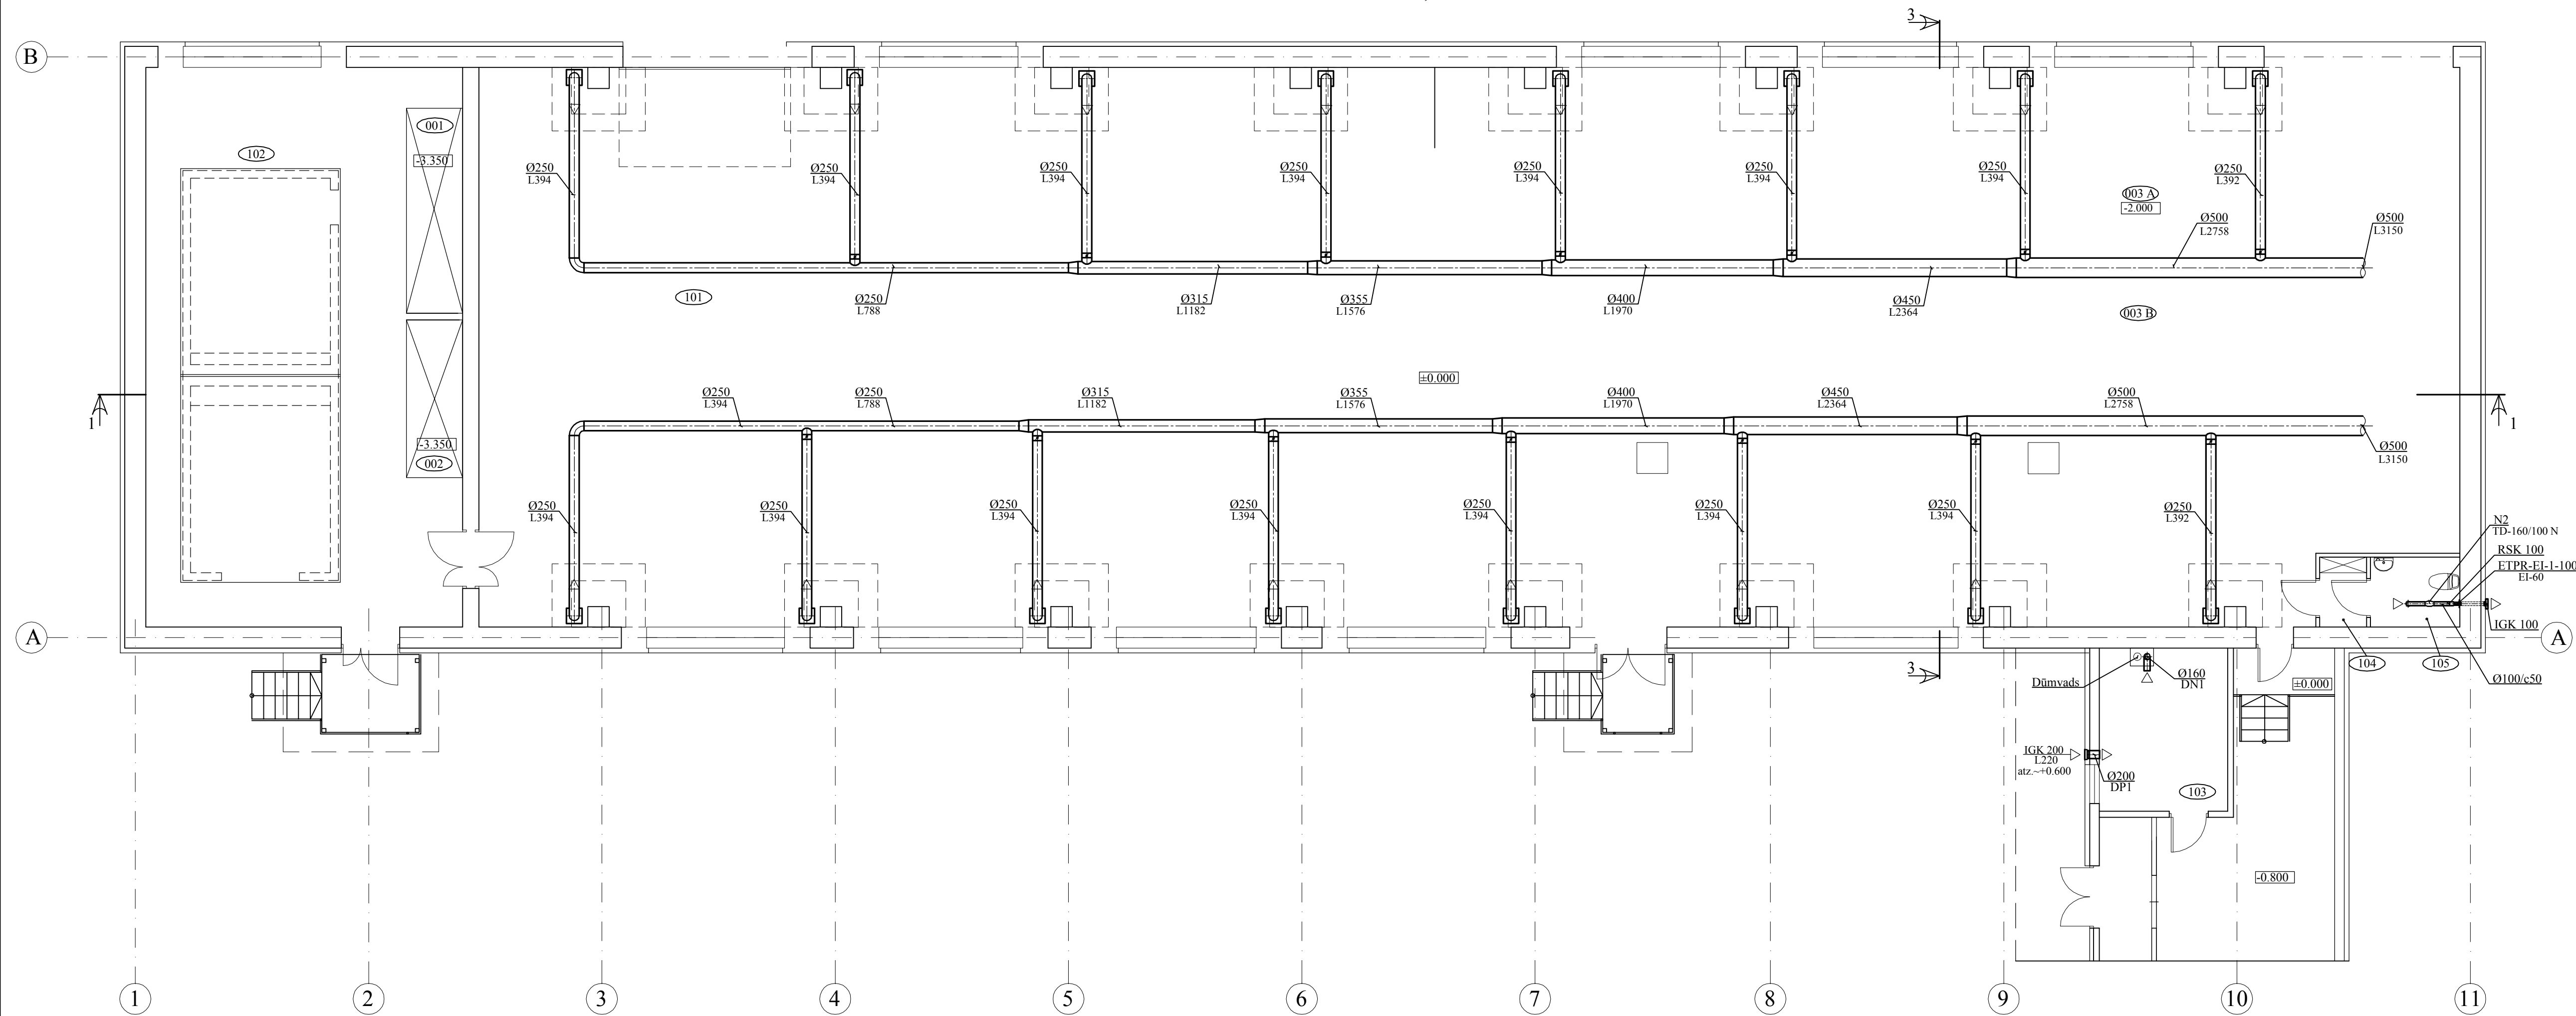 3
B
001
-3.350
102
Ø250
L394
Ø250
L394
Ø250
L394
Ø250
L394
Ø250
L394
Ø250
L394
Ø250
L394
Ø250
L392
003 A
-2.000
Ø500
L2758
Ø500
L3150
101
Ø250
L788
Ø315
L1182
Ø355
L1576
Ø400
L1970
Ø450
L2364
003 B
±0.000
1
Ø250
L394
Ø250
L788
Ø315
L1182
Ø355
L1576
Ø400
L1970
Ø450
L2364
Ø500
L2758
1
-3.350
002
Ø500
L3150
Ø250
L394
Ø250
L394
Ø250
L394
Ø250
L394
Ø250
L394
Ø250
L394
Ø250
L394
Ø250
L392
N2
TD-160/100 N
RSK 100
ETPR-EI-1-100
EI-60
IGK 100
A
A
3
104
105
Dūmvads
Ø160
DN1
±0.000
Ø100/c50
IGK 200
L220
atz.~+0.600
Ø200
DP1
103
-0.800
1
2
3
4
5
6
7
8
9
10
11